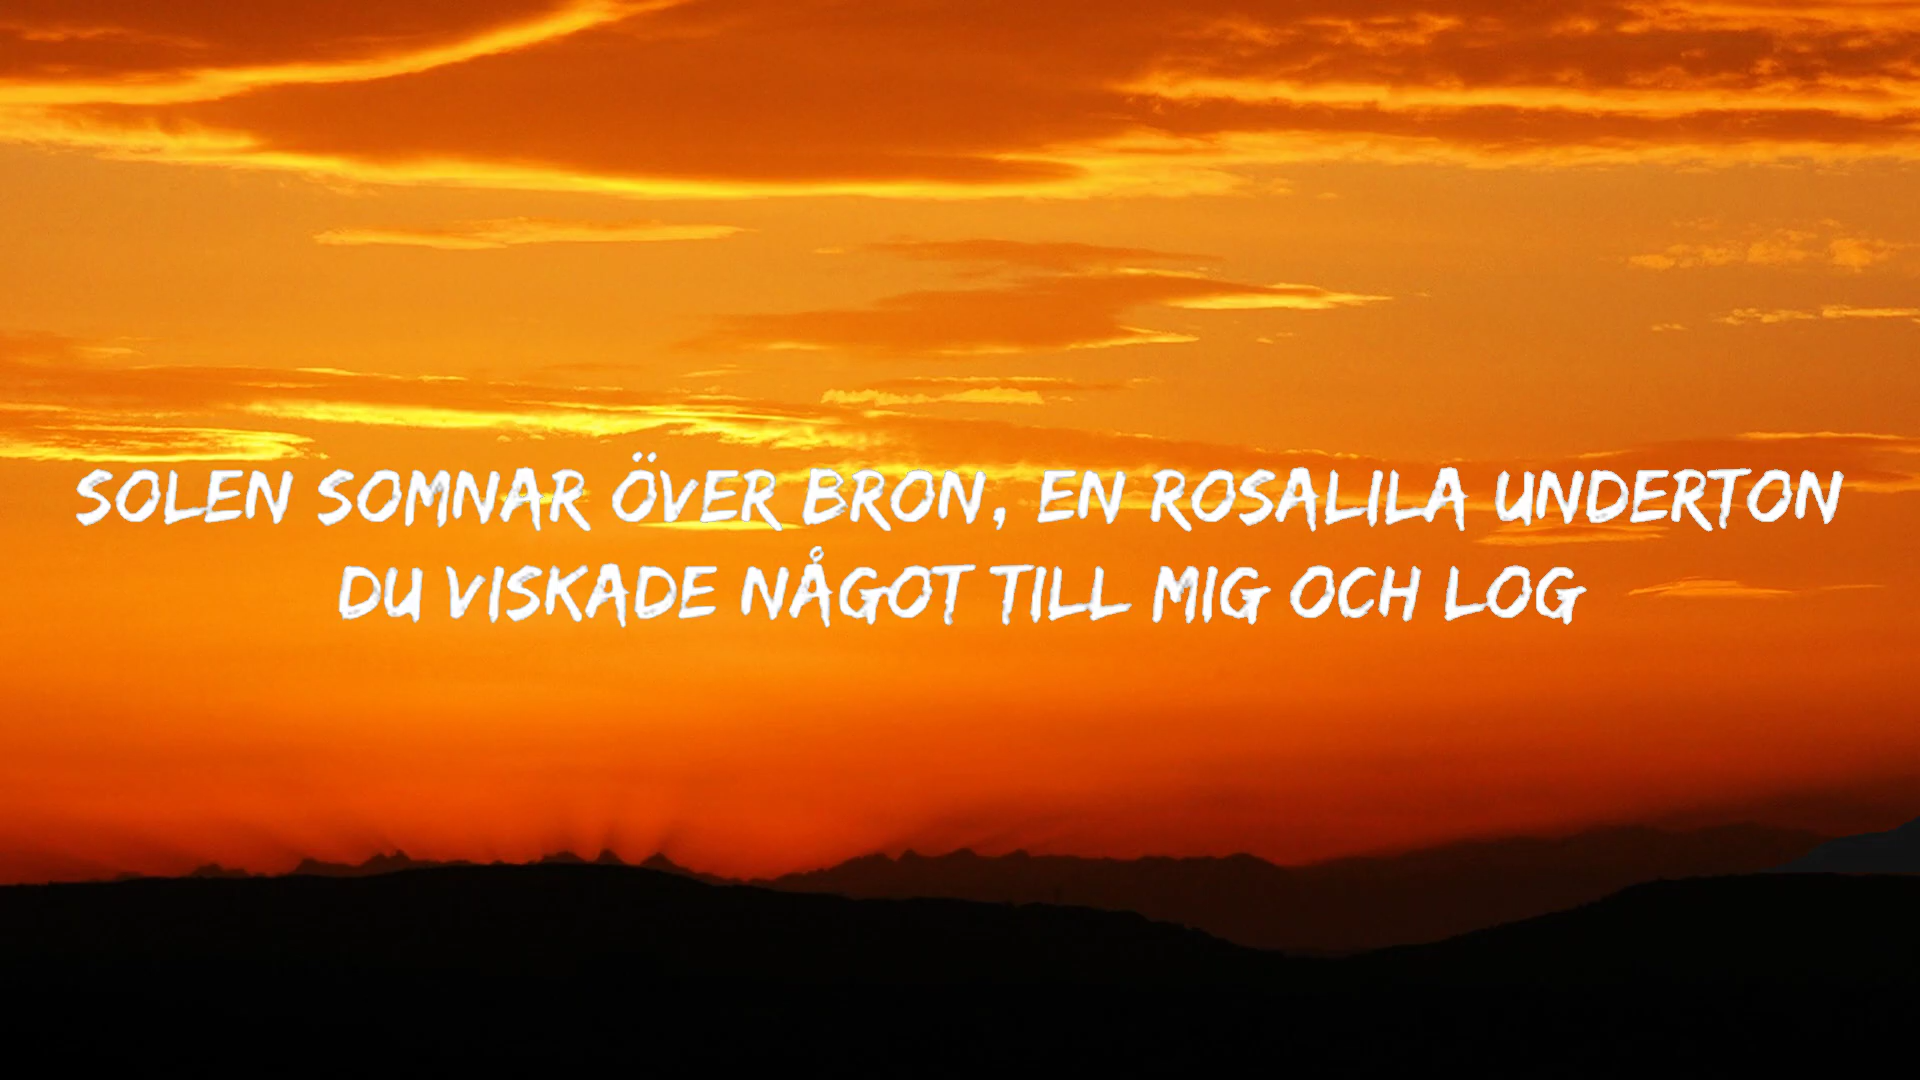 SOLEN SOMNAR ÖVER BRON, EN ROSALILA UNDERTON
DU VISKADE NÅGOT TILL MIG OCH LOG